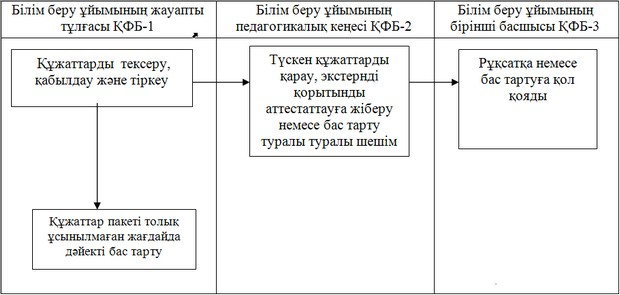 Білім беру ұйымының жауапты
тұлғасы ҚФБ-1
Білім беру ұйымының
педагогикалық кеңесі ҚФБ-2
Білім беру ұйымының
бірінші басшысы ҚФБ-3
Құжаттарды тексеру,
қабылдау және тіркеу
Түскен құжаттарды
қарау, экстернді
қорытынды
аттестаттауға жіберу
немесе бас тарту
туралы туралы шешім
Рұқсатқа немесе
бас тартуға қол
қояды
Құжаттар пакеті толық
ұсынылмаған жағдайда
дәйекті бас тарту